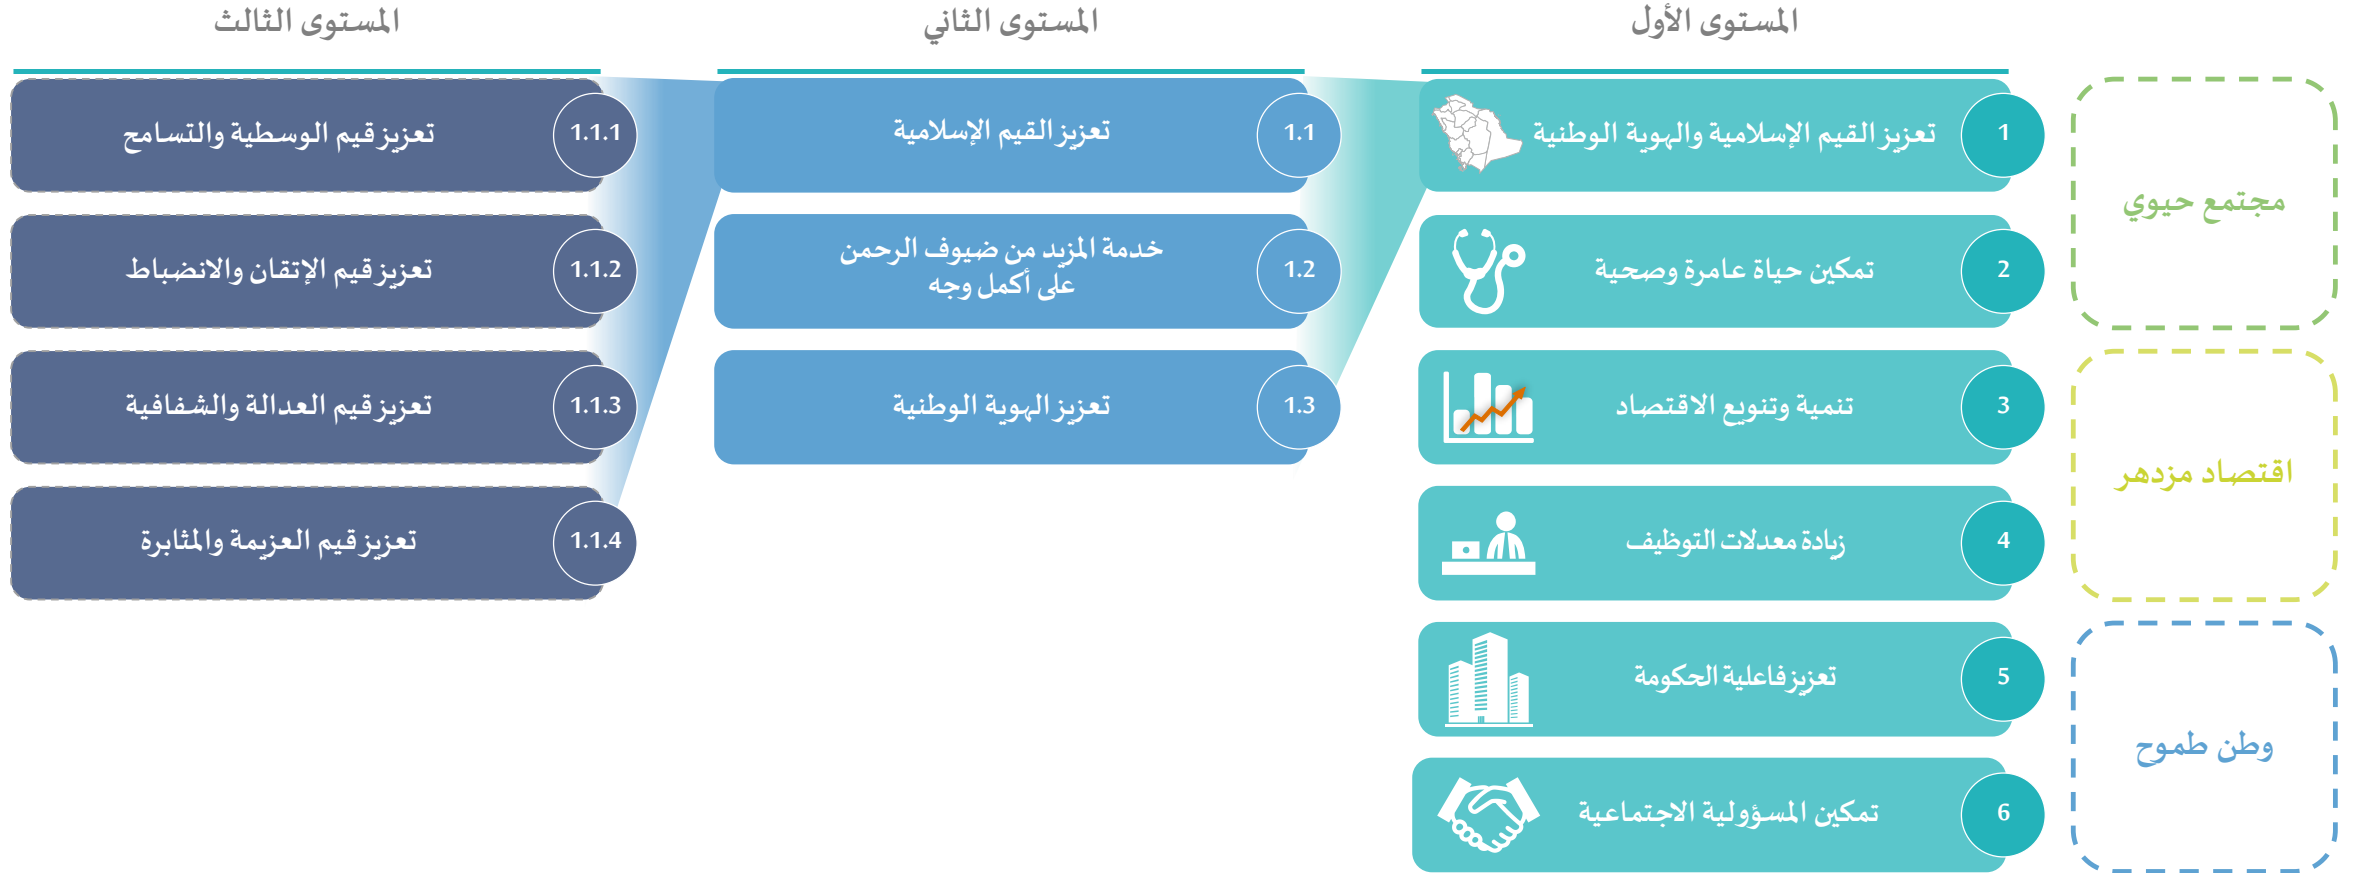 المستوى الأول
المستوى الثاني
المستوى الثالث
مجتمع حيوي
اقتصاد مزدهر
وطن طموح
1
تعزيز القيم الإسلامية والهوية الوطنية
2
تمكين حياة عامرة وصحية
3
تنمية وتنويع الاقتصاد
4
زيادة معدلات التوظيف
5
تعزيز فاعلية الحكومة
6
تمكين المسؤولية الاجتماعية
1.1
تعزيز القيم الإسلامية
1.2
خدمة المزيد من ضيوف الرحمن
على أكمل وجه
1.3
تعزيز الهوية الوطنية
1.1.1
تعزيز قيم الوسطية والتسامح
1.1.2
تعزيز قيم الإتقان والانضباط
1.1.3
تعزيز قيم العدالة والشفافية
1.1.4
تعزيز قيم العزيمة والمثابرة